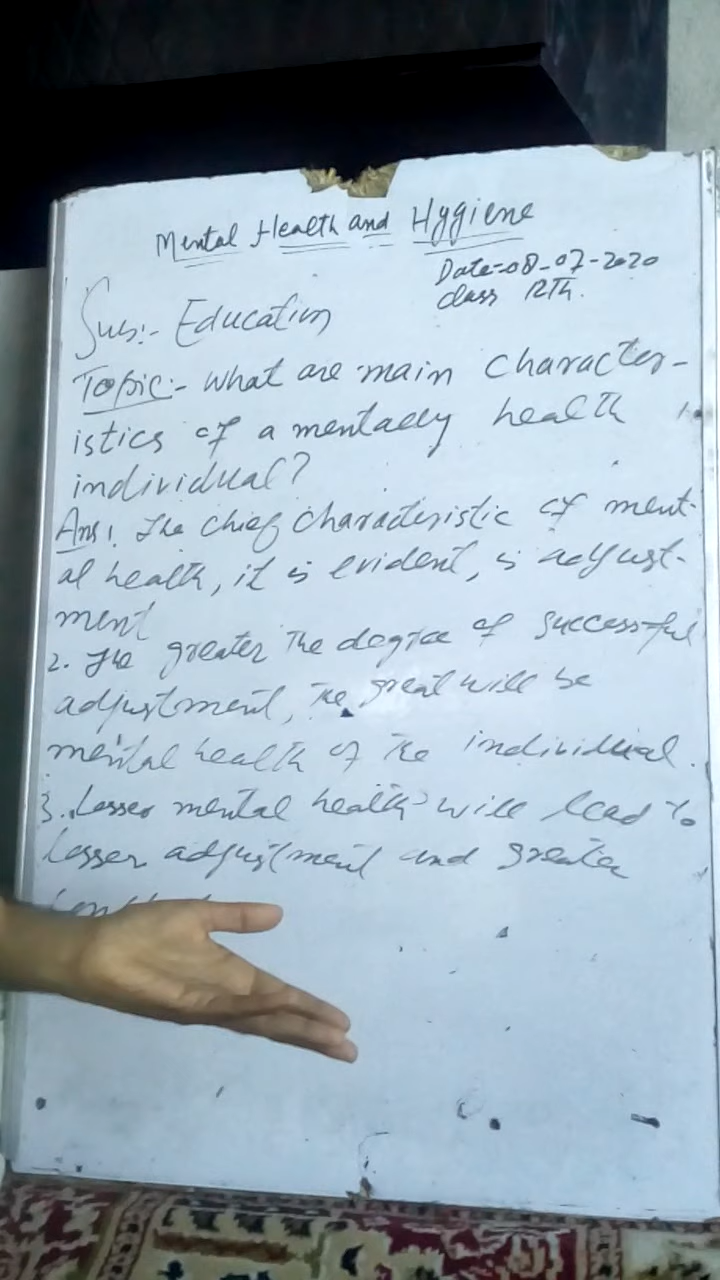 Mental Health and Hygiene
Date-08-07-2020
class 12Th.
Sub:- Education
Topic:- what are main character-
istics of a mentally health
individual?
Ans! The chief characteristic of ment-
al health, it is evident, is adjust-
ment
2. The greater The degree of successful
adjustment, The great will be
mental health of The individual.
3. Lesser mental health will lead to
lesser adjustment and greater